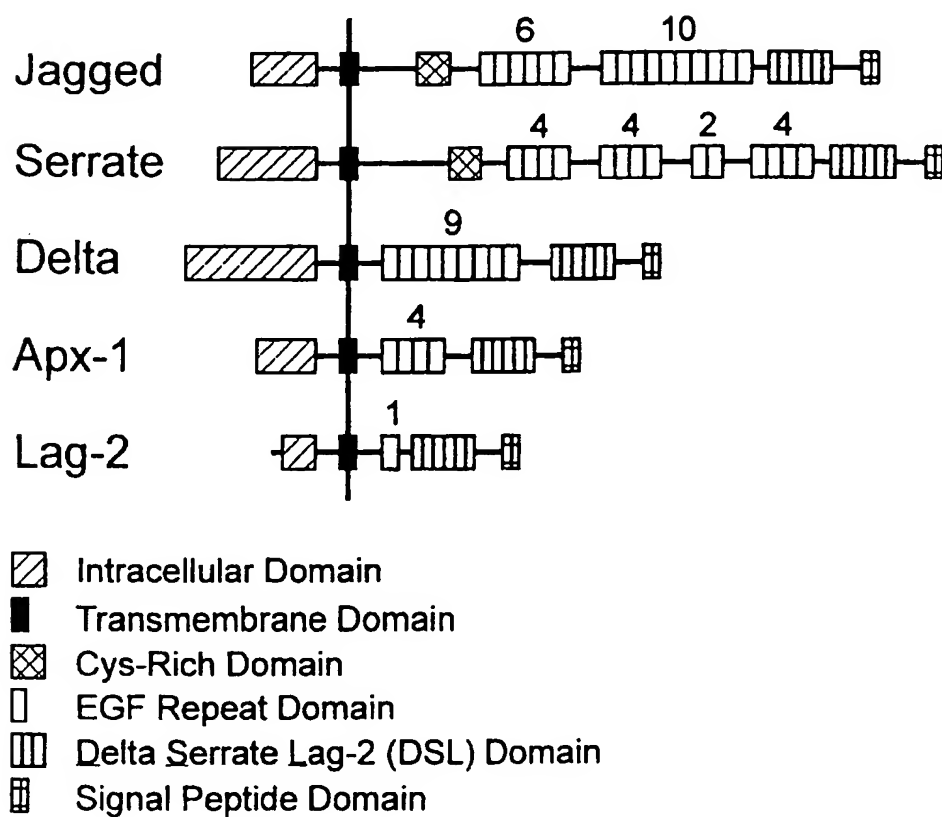 6 10
Jagged
4 4 2 4
Serrate
9
Delta
4
Apx-1
1
Lag-2
Intracellular Domain
Transmembrane Domain
Cys-Rich Domain
EGF Repeat Domain
Delta Serrate Lag-2 (DSL) Domain
Signal Peptide Domain